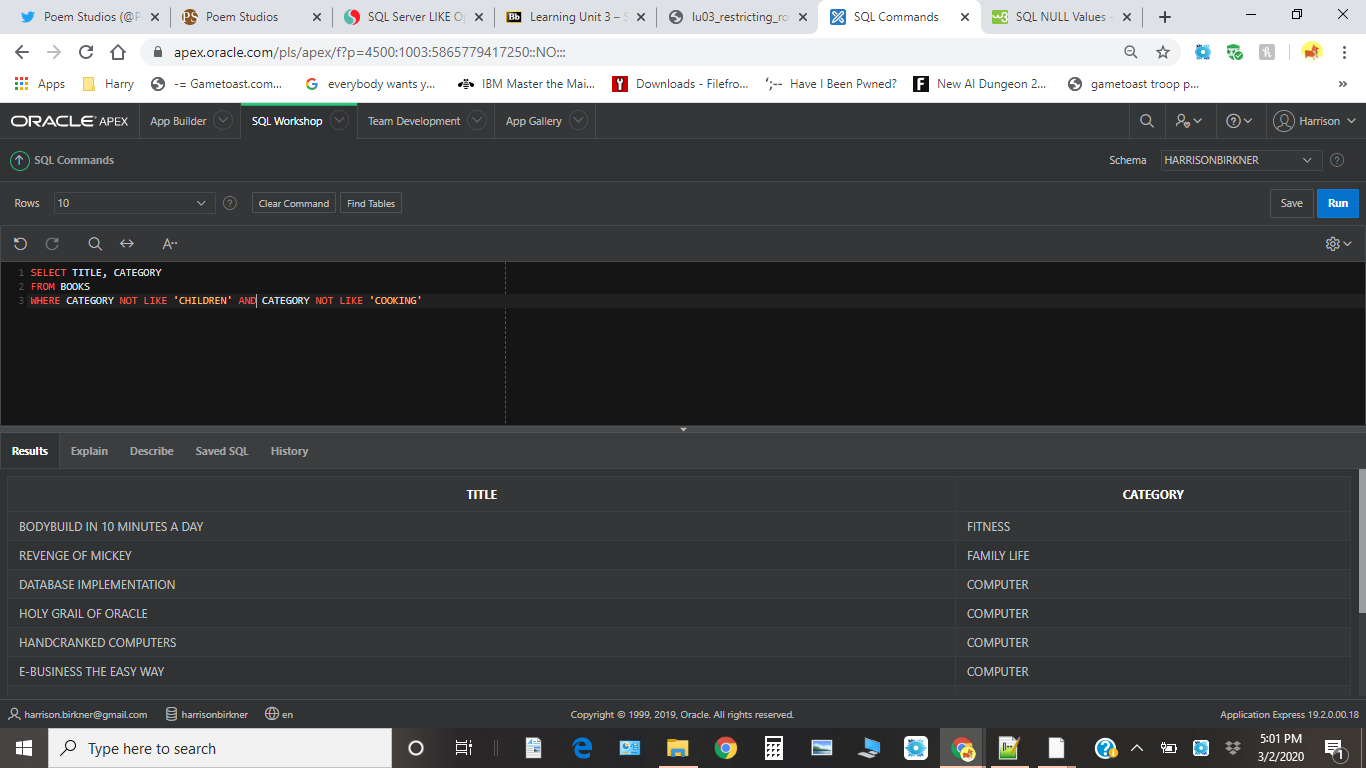 Poem Studios (@P
Poem Studios
SQL Server LIKE Op
Bb Learning Unit 3 – S
lu03_restricting_ro
SQL Commands
SQL NULL Values -
apex.oracle.com/pls/apex/f?p=4500:1003:5865779417250::NO:::
Apps
Harry
-= Gametoast.com...
everybody wants y...
IBM Master the Mai...
Downloads - Filefro...
Have I Been Pwned?
New AI Dungeon 2...
gametoast troop p...
»
ORACLE APEX
App Builder
SQL Workshop
Team Development
App Gallery
Harrison
SQL Commands
Schema
HARRISONBIRKNER
Rows
10
Clear Command
Find Tables
Save
Run
1 SELECT TITLE, CATEGORY
2 FROM BOOKS
3 WHERE CATEGORY NOT LIKE 'CHILDREN' AND CATEGORY NOT LIKE 'COOKING'
Results
Explain
Describe
Saved SQL
History
TITLE CATEGORY
BODYBUILD IN 10 MINUTES A DAY FITNESS
REVENGE OF MICKEY FAMILY LIFE
DATABASE IMPLEMENTATION COMPUTER
HOLY GRAIL OF ORACLE COMPUTER
HANDCRANKED COMPUTERS COMPUTER
E-BUSINESS THE EASY WAY COMPUTER
harrison.birkner@gmail.com
harrisonbirkner
en
Copyright © 1999, 2019, Oracle. All rights reserved.
Application Express 19.2.0.00.18
Type here to search
5:01 PM
3/2/2020
1